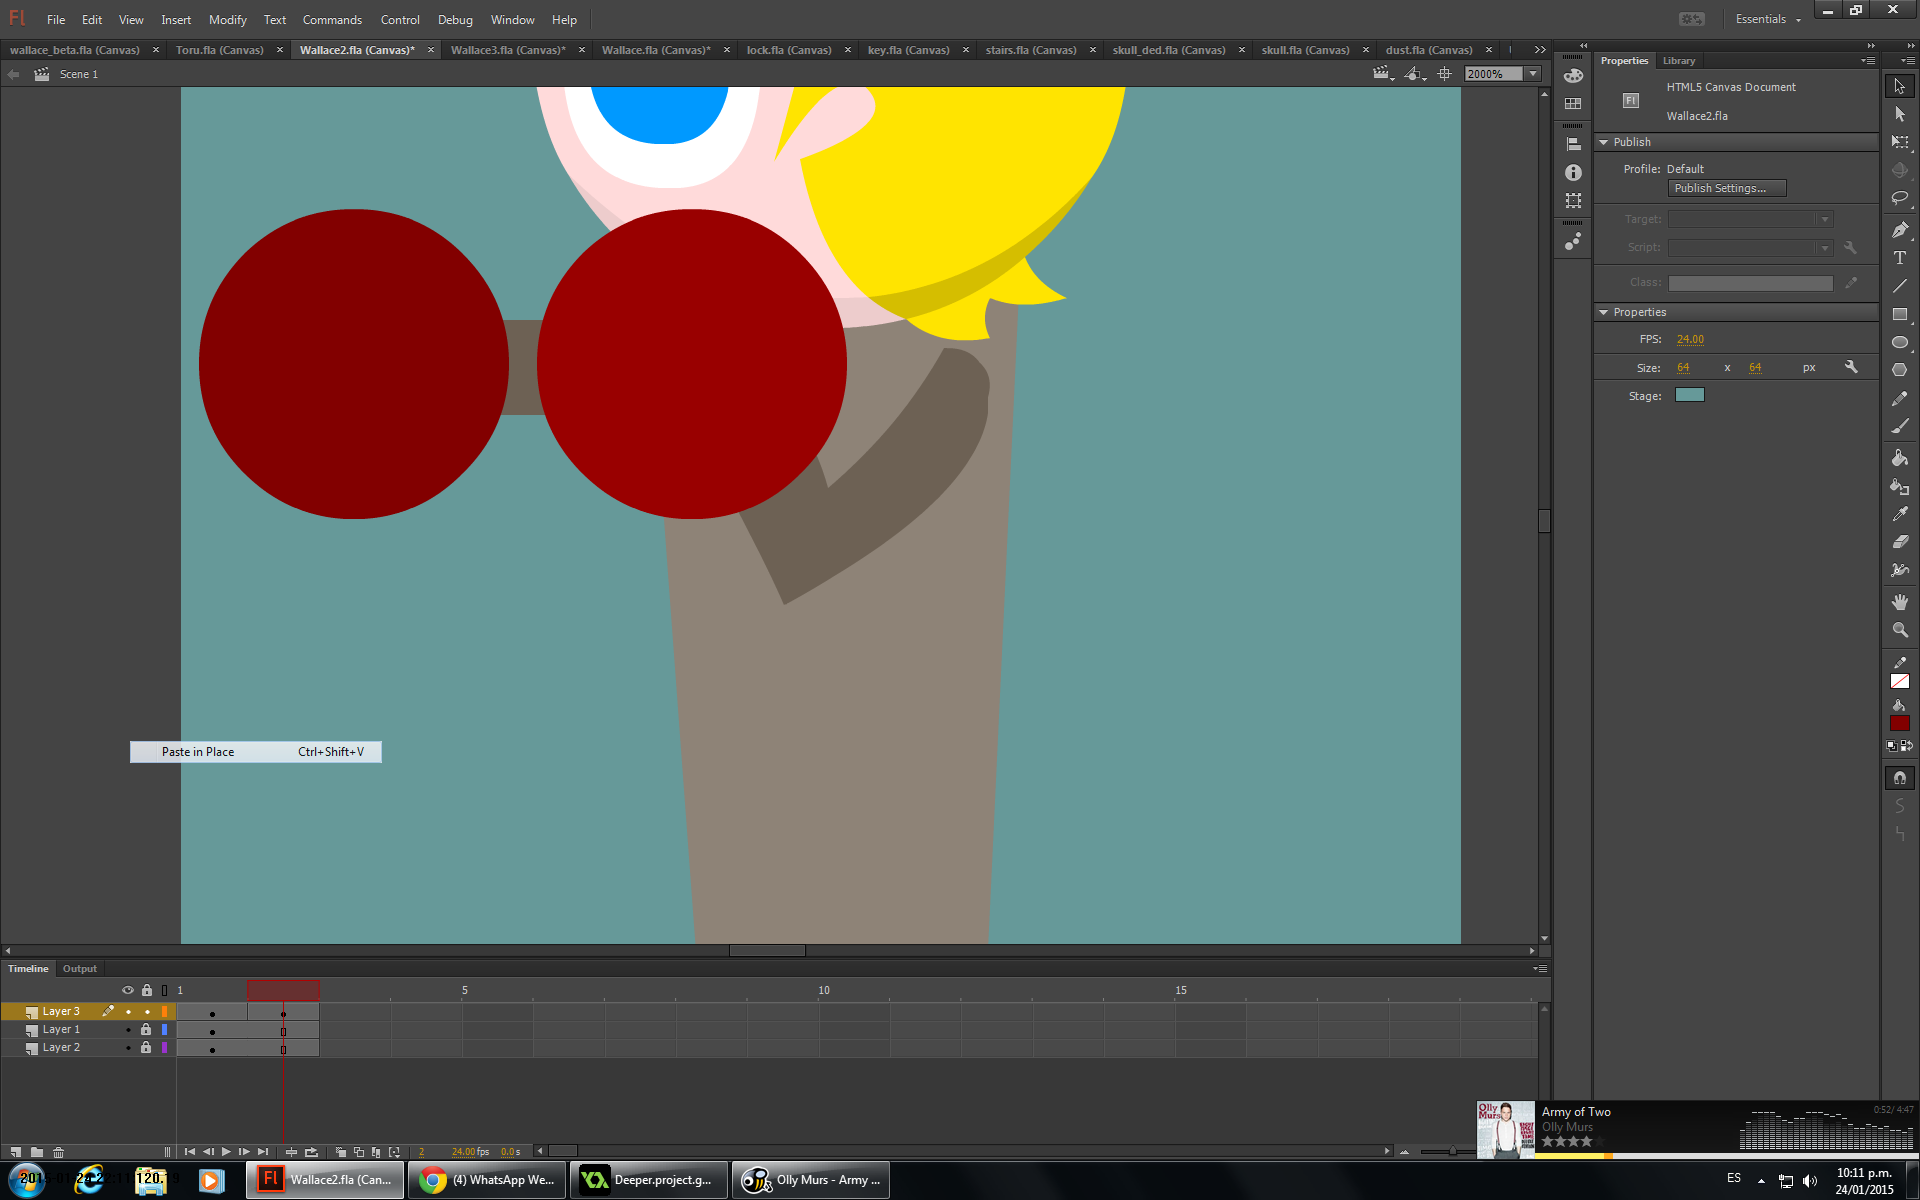 Fl File Edit View Insert Modify Text Commands Control Debug Window Help Essentials
wallace_beta.fla (Canvas) × Toru.fla (Canvas) × Wallace2.fla (Canvas)* × Wallace3.fla (Canvas)* × Wallace.fla (Canvas)* × lock.fla (Canvas) × key.fla (Canvas) × stairs.fla (Canvas) × skull_ded.fla (Canvas) × skull.fla (Canvas) × dust.fla (Canvas) ×
Scene 1 2000%
Properties Library
Fl HTML5 Canvas Document
Wallace2.fla
Publish
Profile: Default
Publish Settings...
Target:
Script:
Class:
Properties
FPS: 24.00
Size: 64 x 64 px
Stage:
Paste in Place Ctrl+Shift+V
Timeline Output
1 5 10 15
Layer 3
Layer 1
Layer 2
2 24.00 fps 0.0 s
Olly Murs
Army of Two 0:52/ 4:47
Olly Murs
Wallace2.fla (Can... (4) WhatsApp We... Deeper.project.g... Olly Murs - Army ...
ES 10:11 p.m.
24/01/2015